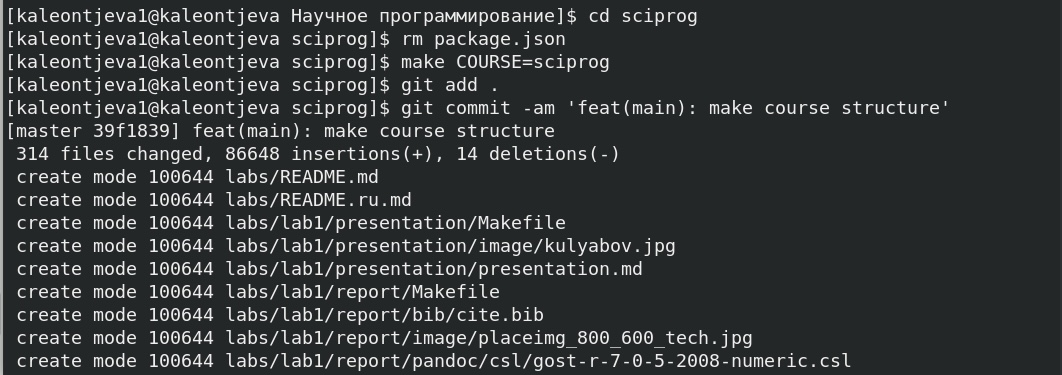 [kaleontjeva1@kaleontjeva Научное программирование]$ cd sciprog
[kaleontjeva1@kaleontjeva sciprog]$ rm package.json
[kaleontjeva1@kaleontjeva sciprog]$ make COURSE=sciprog
[kaleontjeva1@kaleontjeva sciprog]$ git add .
[kaleontjeva1@kaleontjeva sciprog]$ git commit -am 'feat(main): make course structure'
[master 39f1839] feat(main): make course structure
 314 files changed, 86648 insertions(+), 14 deletions(-)
 create mode 100644 labs/README.md
 create mode 100644 labs/README.ru.md
 create mode 100644 labs/lab1/presentation/Makefile
 create mode 100644 labs/lab1/presentation/image/kulyabov.jpg
 create mode 100644 labs/lab1/presentation/presentation.md
 create mode 100644 labs/lab1/report/Makefile
 create mode 100644 labs/lab1/report/bib/cite.bib
 create mode 100644 labs/lab1/report/image/placeimg_800_600_tech.jpg
 create mode 100644 labs/lab1/report/pandoc/csl/gost-r-7-0-5-2008-numeric.csl